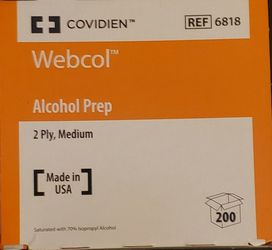 COVIDIEN™ REF 6818
Webcol™
Alcohol Prep
2 Ply, Medium
Made in
USA
200
Saturated with 70% Isopropyl Alcohol